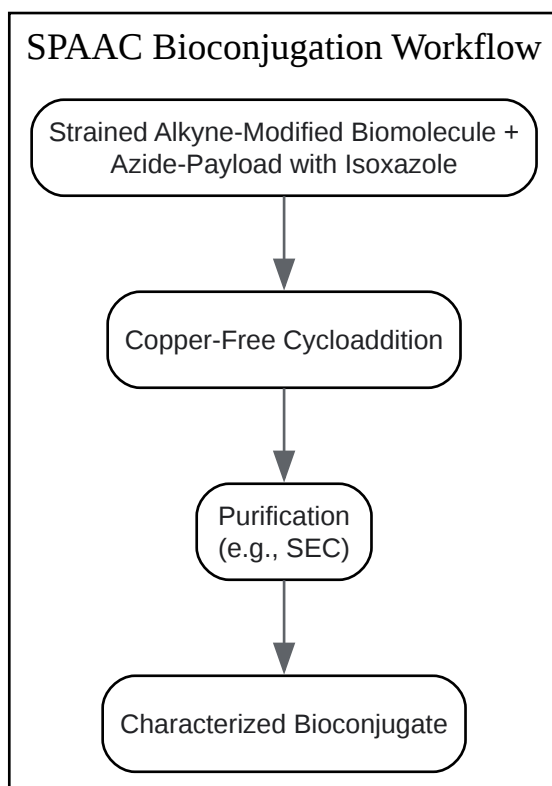 SPAAC Bioconjugation Workflow
Strained Alkyne-Modified Biomolecule +
Azide-Payload with Isoxazole
Copper-Free Cycloaddition
Purification
(e.g., SEC)
Characterized Bioconjugate